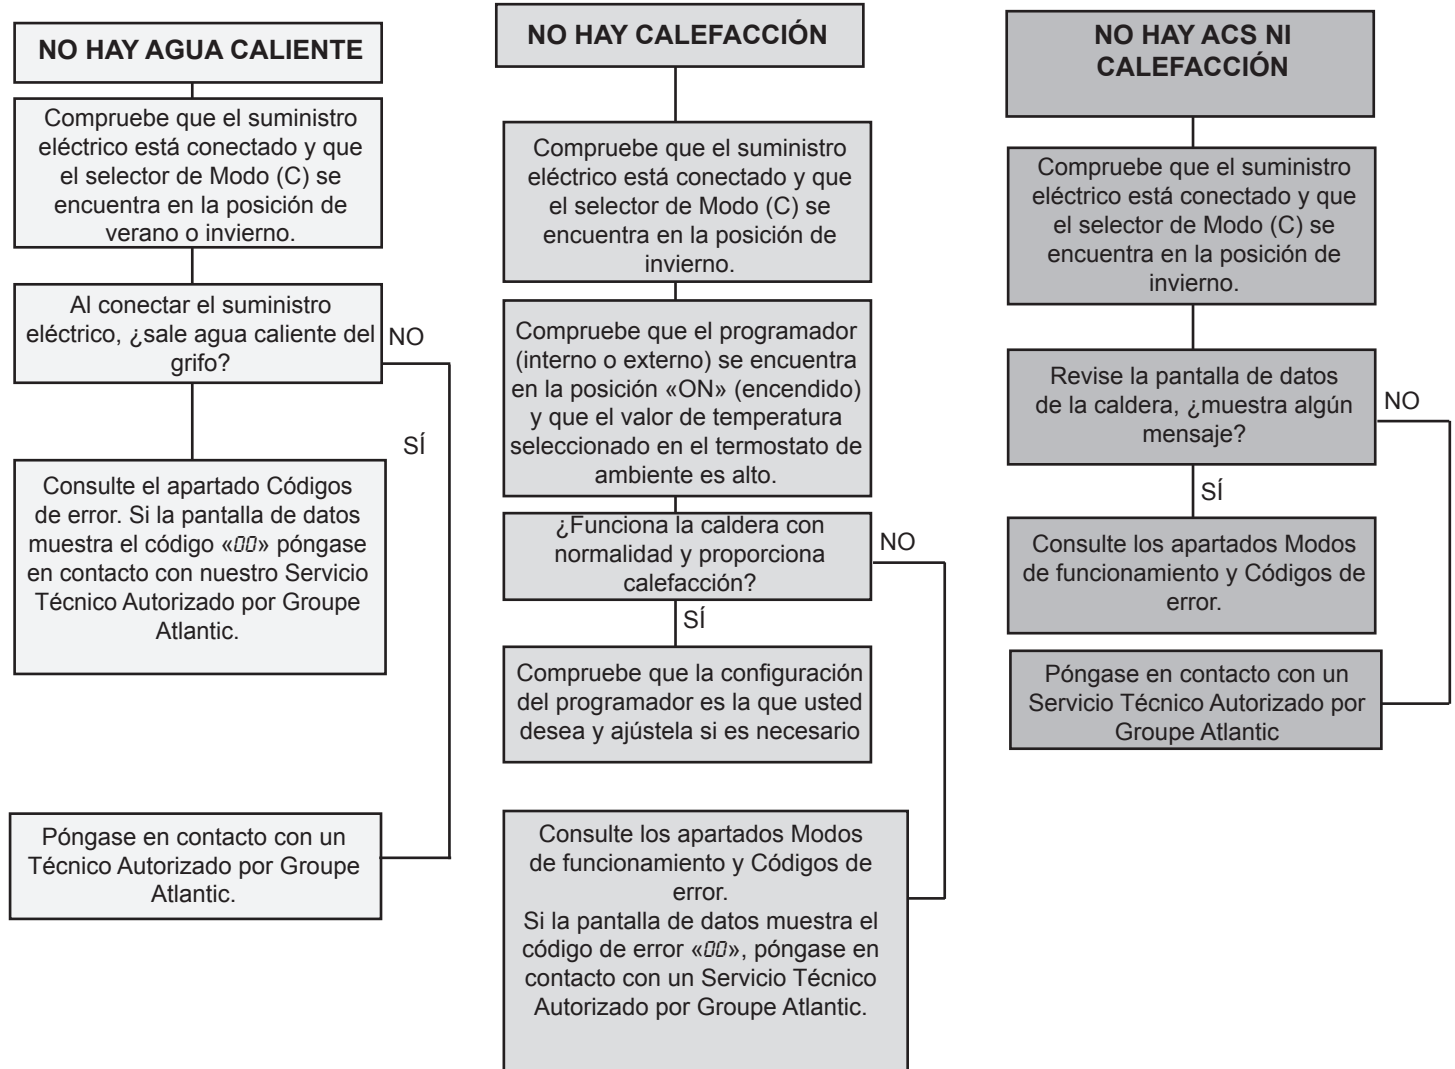 NO HAY AGUA CALIENTE
Compruebe que el suministro
eléctrico está conectado y que
el selector de Modo (C) se
encuentra en la posición de
verano o invierno.
Al conectar el suministro
eléctrico, ¿sale agua caliente del
grifo?
NO
SÍ
Consulte el apartado Códigos
de error. Si la pantalla de datos
muestra el código «00» póngase
en contacto con nuestro Servicio
Técnico Autorizado por Groupe
Atlantic.
Póngase en contacto con un
Técnico Autorizado por Groupe
Atlantic.
NO HAY CALEFACCIÓN
Compruebe que el suministro
eléctrico está conectado y que
el selector de Modo (C) se
encuentra en la posición de
invierno.
Compruebe que el programador
(interno o externo) se encuentra
en la posición «ON» (encendido)
y que el valor de temperatura
seleccionado en el termostato de
ambiente es alto.
¿Funciona la caldera con
normalidad y proporciona
calefacción?
NO
SÍ
Compruebe que la configuración
del programador es la que usted
desea y ajústela si es necesario
Consulte los apartados Modos
de funcionamiento y Códigos de
error.
Si la pantalla de datos muestra el
código de error «00», póngase en
contacto con un Servicio Técnico
Autorizado por Groupe Atlantic.
NO HAY ACS NI
CALEFACCIÓN
Compruebe que el suministro
eléctrico está conectado y que
el selector de Modo (C) se
encuentra en la posición de
invierno.
Revise la pantalla de datos
de la caldera, ¿muestra algún
mensaje?
NO
SÍ
Consulte los apartados Modos
de funcionamiento y Códigos de
error.
Póngase en contacto con un
Servicio Técnico Autorizado por
Groupe Atlantic